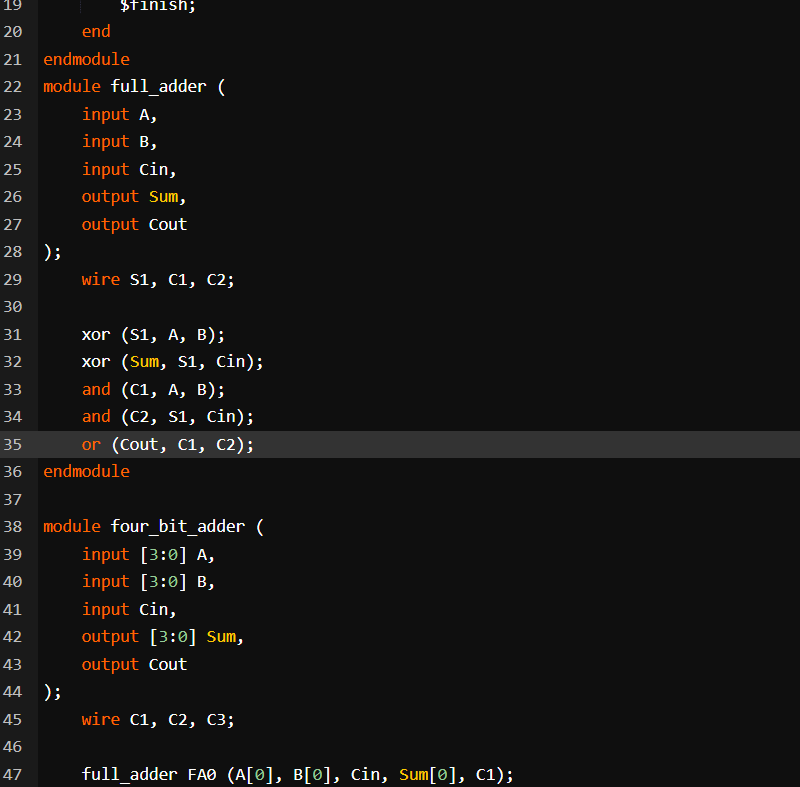 19 $finish;
20 end
21 endmodule
22 module full_adder (
23 input A,
24 input B,
25 input Cin,
26 output Sum,
27 output Cout
28 );
29 wire S1, C1, C2;
30
31 xor (S1, A, B);
32 xor (Sum, S1, Cin);
33 and (C1, A, B);
34 and (C2, S1, Cin);
35 or (Cout, C1, C2);
36 endmodule
37
38 module four_bit_adder (
39 input [3:0] A,
40 input [3:0] B,
41 input Cin,
42 output [3:0] Sum,
43 output Cout
44 );
45 wire C1, C2, C3;
46
47 full_adder FA0 (A[0], B[0], Cin, Sum[0], C1);